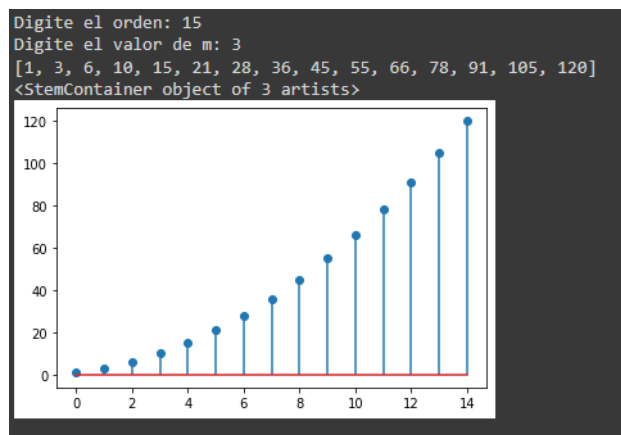 Digite el orden: 15
Digite el valor de m: 3
[1, 3, 6, 10, 15, 21, 28, 36, 45, 55, 66, 78, 91, 105, 120]
<StemContainer object of 3 artists>
120
100
80
60
40
20
0
0 2 4 6 8 10 12 14